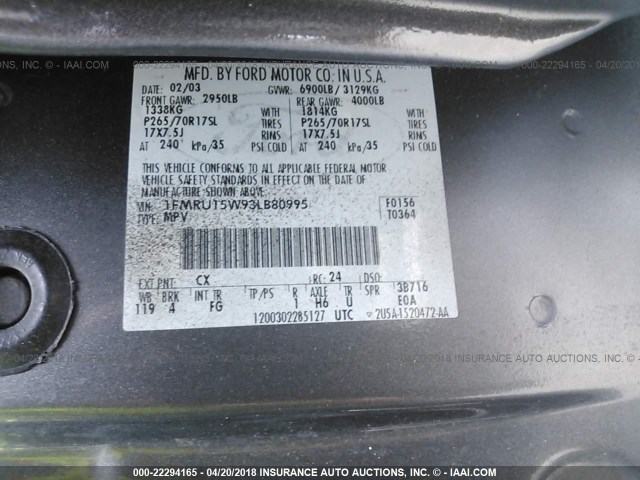 MFD. BY FORD MOTOR CO. IN U.S.A.
DATE: 02/03 GVWR: 6900LB/ 3129KG
FRONT GAWR: 2950LB REAR GAWR: 4000LB
1338KG WITH 1814KG WITH
P265/70R17SL TIRES P265/70R17SL TIRES
17X7.5J RIMS 17X7.5J RIMS
AT 240 kPa/35 PSI COLD AT 240 kPa/35 PSI COLD
THIS VEHICLE CONFORMS TO ALL APPLICABLE FEDERAL MOTOR
VEHICLE SAFETY STANDARDS IN EFFECT ON THE DATE OF
MANUFACTURE SHOWN ABOVE.
VIN: 1FMRU15W93LB80995 F0156
TYPE: MPV T0364
EXT PNT: CX RC: 24 DSO:
WB BRK INT TR TP/PS R AXLE TR SPR 3B716
119 4 FG 1 H6 U E0A
1200302285127 UTC 2U5A-1520472-AA
000-22294165 - 04/20/2018 INSURANCE AUTO AUCTIONS - © IAAI.COM